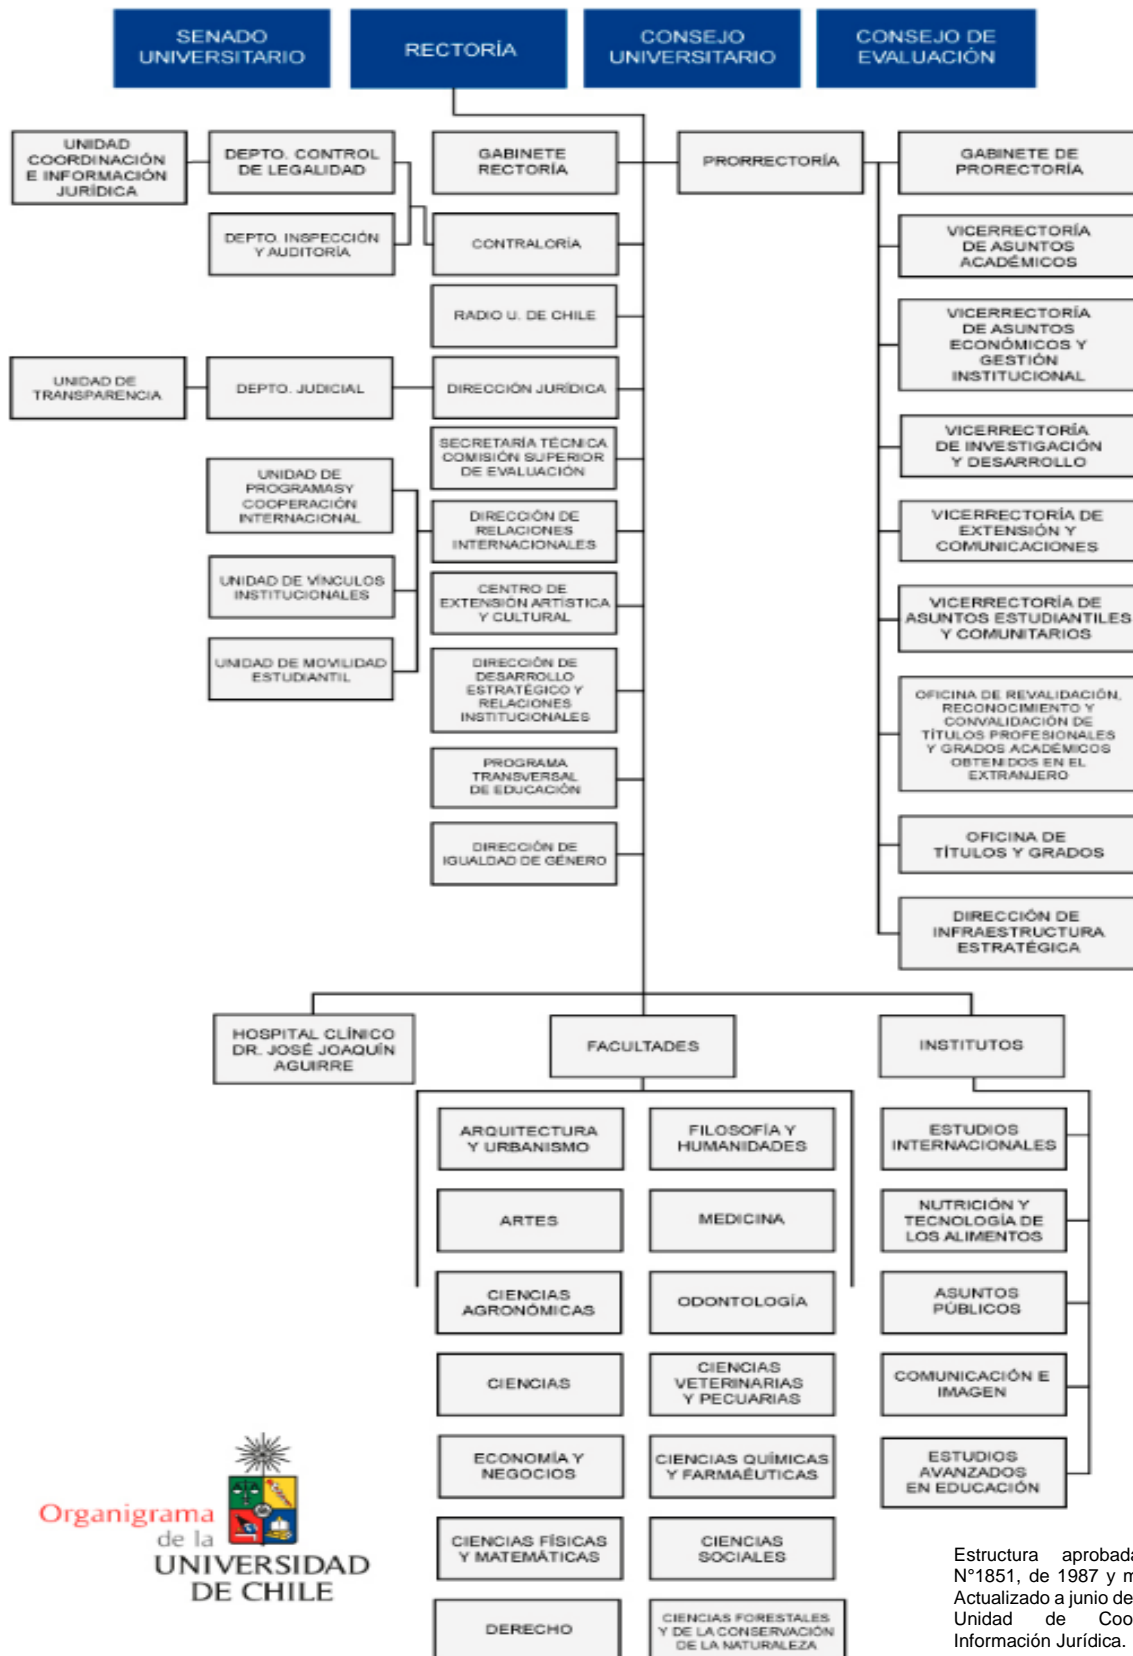 SENADO
UNIVERSITARIO
RECTORÍA
CONSEJO
UNIVERSITARIO
CONSEJO DE
EVALUACIÓN
UNIDAD
COORDINACIÓN
E INFORMACIÓN
JURÍDICA
DEPTO. CONTROL
DE LEGALIDAD
GABINETE
RECTORÍA
PRORRECTORÍA
GABINETE DE
PRORECTORÍA
DEPTO. INSPECCIÓN
Y AUDITORÍA
CONTRALORÍA
VICERRECTORÍA
DE ASUNTOS
ACADÉMICOS
RADIO U. DE CHILE
VICERRECTORÍA
DE ASUNTOS
ECONÓMICOS Y
GESTIÓN
INSTITUCIONAL
UNIDAD DE
TRANSPARENCIA
DEPTO. JUDICIAL
DIRECCIÓN JURÍDICA
SECRETARÍA TÉCNICA
COMISIÓN SUPERIOR
DE EVALUACIÓN
VICERRECTORÍA
DE INVESTIGACIÓN
Y DESARROLLO
UNIDAD DE
PROGRAMASY
COOPERACIÓN
INTERNACIONAL
DIRECCIÓN DE
RELACIONES
INTERNACIONALES
VICERRECTORÍA DE
EXTENSIÓN Y
COMUNICACIONES
UNIDAD DE VÍNCULOS
INSTITUCIONALES
CENTRO DE
EXTENSIÓN ARTÍSTICA
Y CULTURAL
VICERRECTORÍA DE
ASUNTOS ESTUDIANTILES
Y COMUNITARIOS
UNIDAD DE MOVILIDAD
ESTUDIANTIL
DIRECCIÓN DE
DESARROLLO
ESTRATÉGICO Y
RELACIONES
INSTITUCIONALES
OFICINA DE REVALIDACIÓN,
RECONOCIMIENTO Y
CONVALIDACIÓN DE
TÍTULOS PROFESIONALES
Y GRADOS ACADÉMICOS
OBTENIDOS EN EL
EXTRANJERO
PROGRAMA
TRANSVERSAL
DE EDUCACIÓN
DIRECCIÓN DE
IGUALDAD DE GÉNERO
OFICINA DE
TÍTULOS Y GRADOS
DIRECCIÓN DE
INFRAESTRUCTURA
ESTRATÉGICA
HOSPITAL CLÍNICO
DR. JOSÉ JOAQUÍN
AGUIRRE
FACULTADES
INSTITUTOS
ARQUITECTURA
Y URBANISMO
FILOSOFÍA Y
HUMANIDADES
ESTUDIOS
INTERNACIONALES
ARTES
MEDICINA
NUTRICIÓN Y
TECNOLOGÍA DE
LOS ALIMENTOS
CIENCIAS
AGRONÓMICAS
ODONTOLOGÍA
ASUNTOS
PÚBLICOS
CIENCIAS
CIENCIAS
VETERINARIAS
Y PECUARIAS
COMUNICACIÓN E
IMAGEN
ECONOMÍA Y
NEGOCIOS
CIENCIAS QUÍMICAS
Y FARMAÉUTICAS
ESTUDIOS
AVANZADOS
EN EDUCACIÓN
CIENCIAS FÍSICAS
Y MATEMÁTICAS
CIENCIAS
SOCIALES
DERECHO
CIENCIAS FORESTALES
Y DE LA CONSERVACIÓN
DE LA NATURALEZA
Organigrama
de la
UNIVERSIDAD
DE CHILE
Estructura aprobada
N°1851, de 1987 y m
Actualizado a junio de
Unidad de Coo
Información Jurídica.